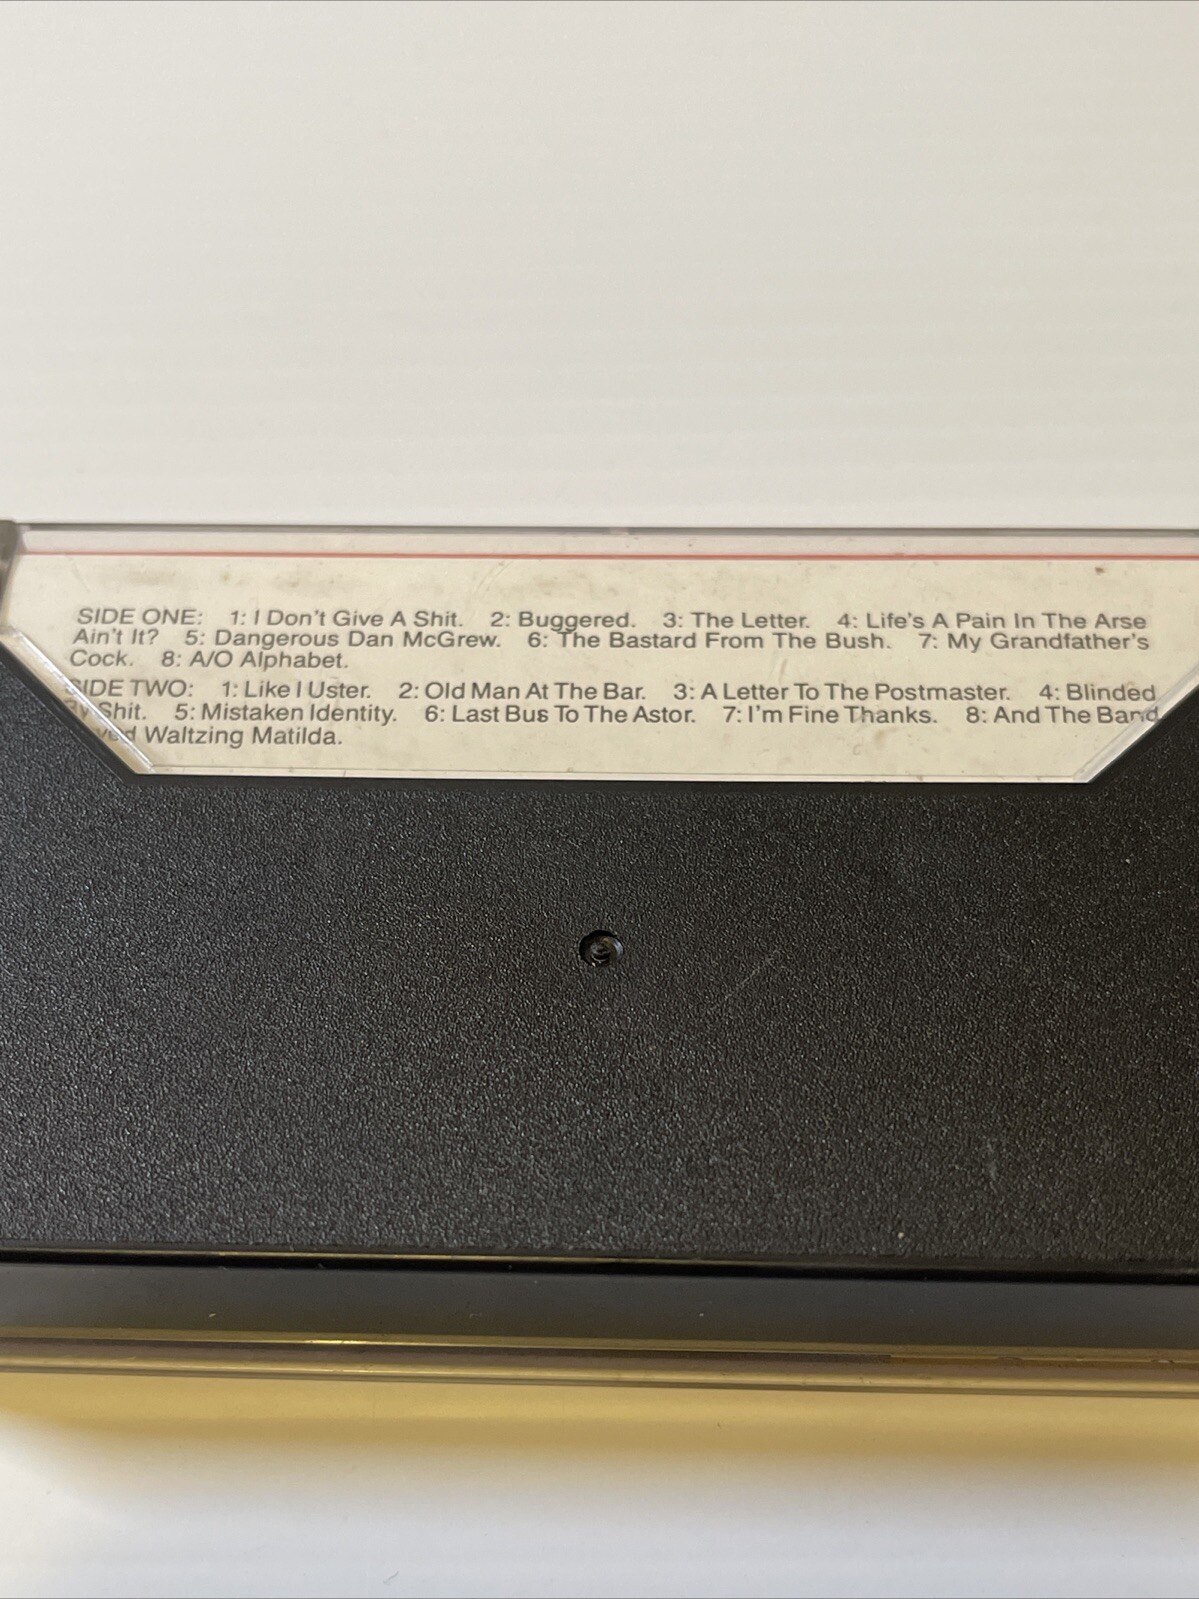 SIDE ONE: 1: I Don't Give A Shit. 2: Buggered. 3: The Letter. 4: Life's A Pain In The Arse
Ain't It? 5: Dangerous Dan McGrew. 6: The Bastard From The Bush. 7: My Grandfather's
Cock. 8: A/O Alphabet.
SIDE TWO: 1: Like I Uster. 2: Old Man At The Bar. 3: A Letter To The Postmaster. 4: Blinded
By Shit. 5: Mistaken Identity. 6: Last Bus To The Astor. 7: I'm Fine Thanks. 8: And The Band
Waltzing Matilda.